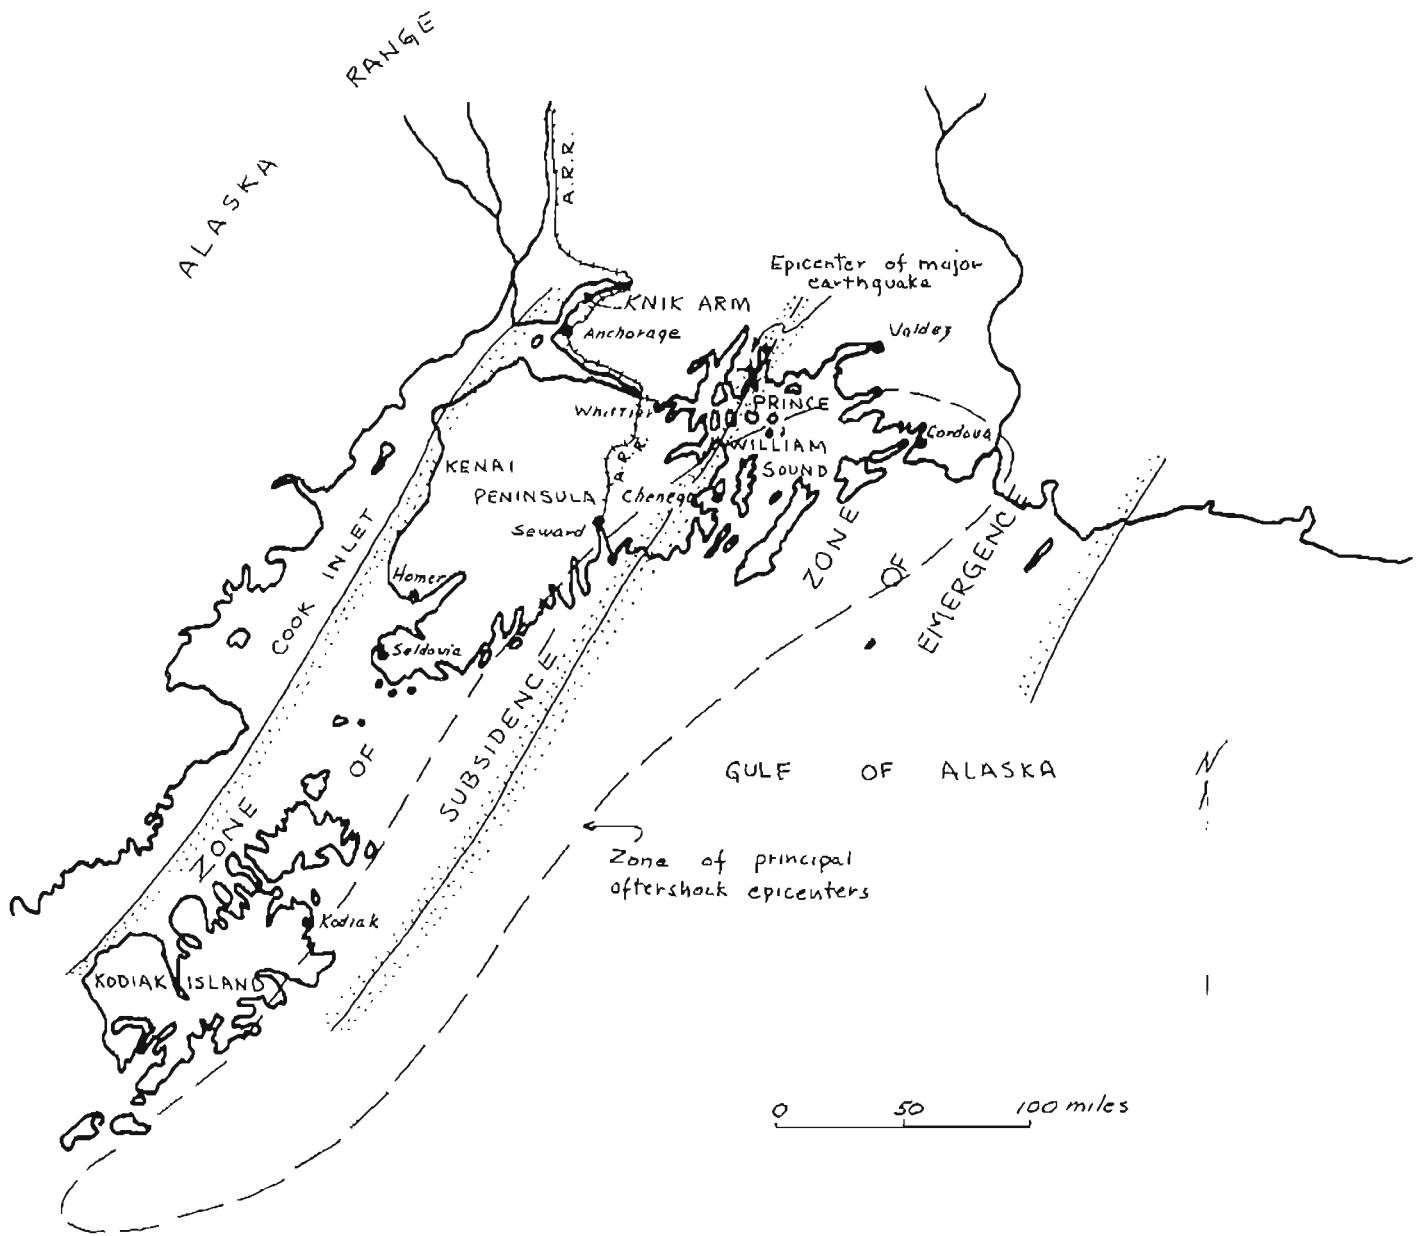 ALASKA RANGE
A.R.R.
Epicenter of major
earthquake
KNIK ARM
Anchorage
Valdez
Whittier
PRINCE
WILLIAM
SOUND
Cordova
A.R.R.
KENAI
PENINSULA
Chenega
Seward
COOK INLET
Homer
Seldovia
ZONE OF EMERGENCE
ZONE OF SUBSIDENCE
GULF OF ALASKA
N
Zone of principal
aftershock epicenters
Kodiak
KODIAK ISLAND
0 50 100 miles